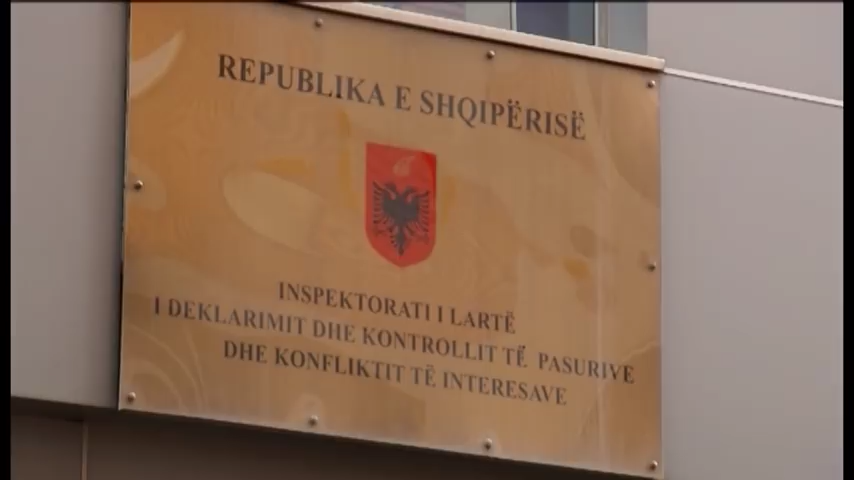 REPUBLIKA E SHQIPËRISË
INSPEKTORATI I LARTË
I DEKLARIMIT DHE KONTROLLIT TË PASURIVE
DHE KONFLIKTIT TË INTERESAVE